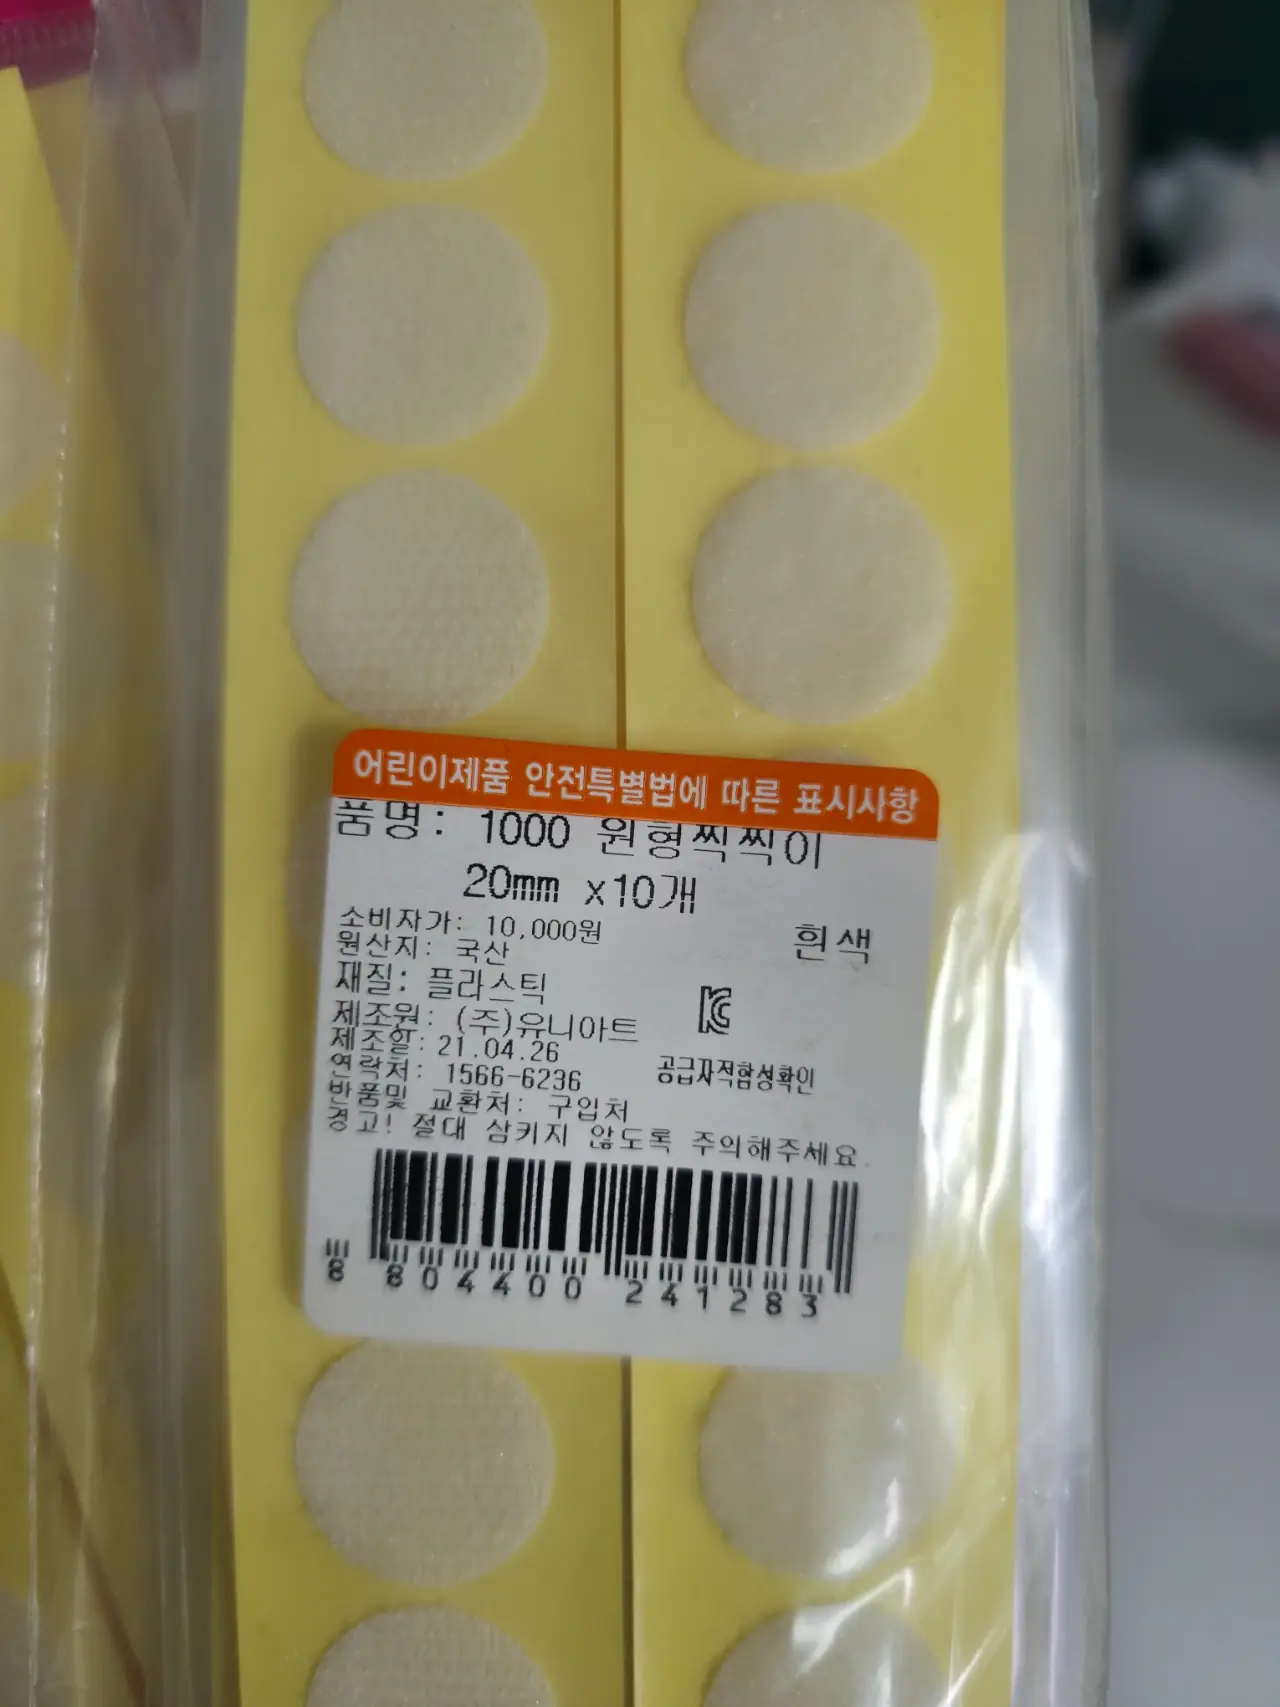 어린이제품 안전특별법에 따른 표시사항
품명: 1000 원형찍찍이
20mm x10개
소비자가: 10,000원
흰색
원산지: 국산
재질: 플라스틱
제조원: (주)유니아트
KC
제조일: 21.04.26
공급자적합성확인
연락처: 1566-6236
반품및 교환처: 구입처
경고! 절대 삼키지 않도록 주의해주세요.
8 804400 241283